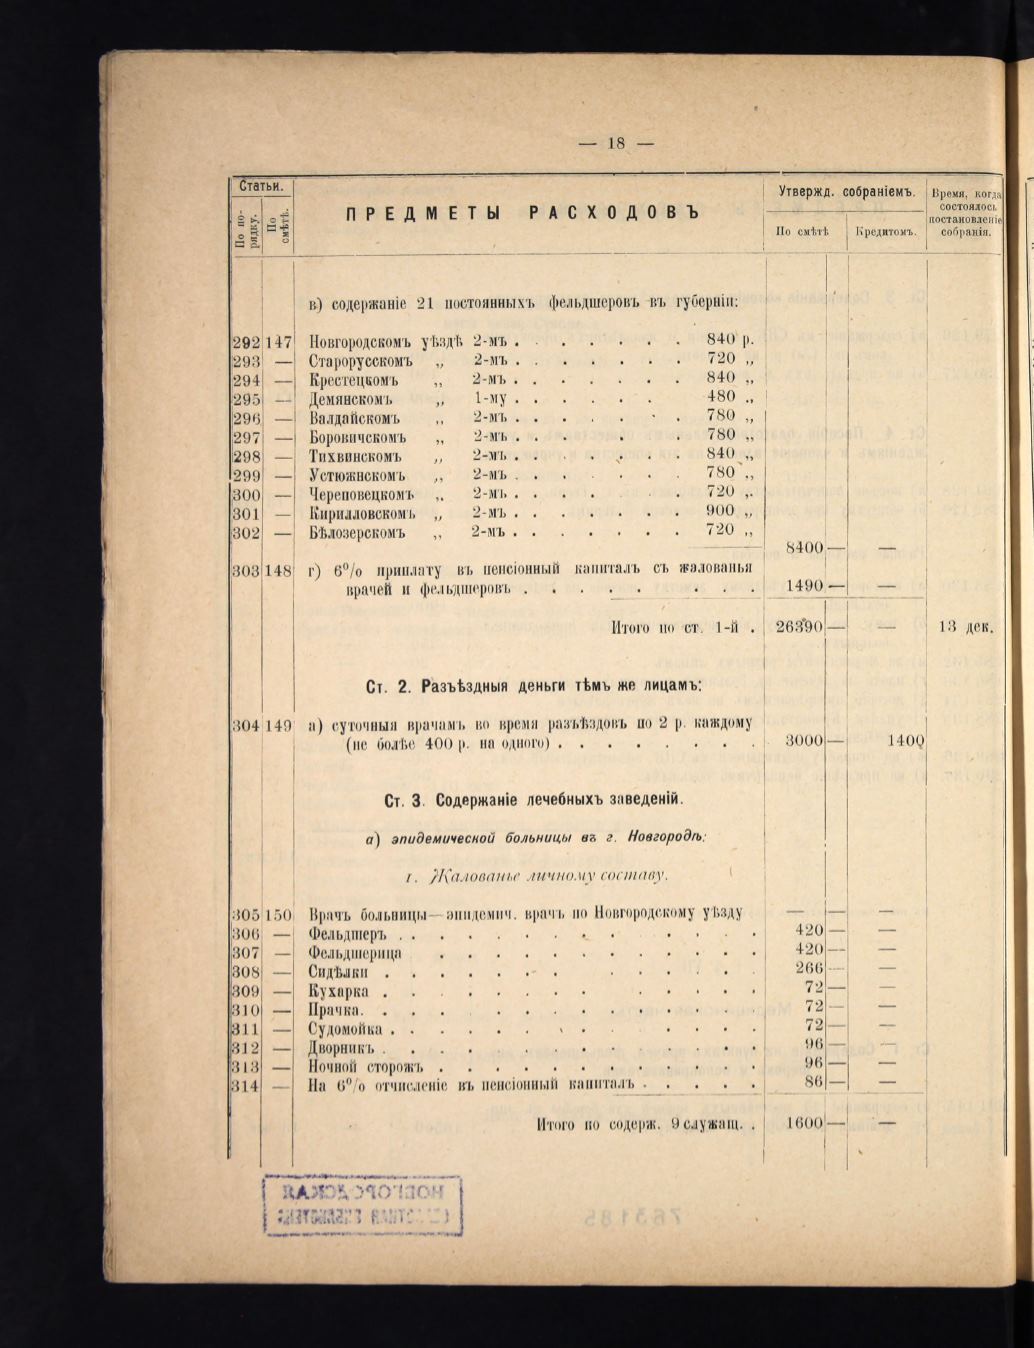 — 18 —
Статьи. ПРЕДМЕТЫ РАСХОДОВЪ Утвержд. собраніемъ. Время, когда состоялось постановленіе собранія.
По порядку. По смѣтѣ. По смѣтѣ Кредитомъ.
в) содержаніе 21 постоянныхъ фельдшеровъ въ губерніи:
292 147 Новгородскомъ уѣздѣ 2-мъ . . . . . . . 840 р.
293 — Старорусскомъ „ 2-мъ . . . . . . . 720 „
294 — Крестецкомъ „ 2-мъ . . . . . . . 840 „
295 — Демянскомъ „ 1-му . . . . . . 480 „
296 — Валдайскомъ „ 2-мъ . . . . . . . 780 „
297 — Боровичскомъ „ 2-мъ . . . . . . 780 „
298 — Тихвинскомъ „ 2-мъ . . . . . . . 840 „
299 — Устюжнскомъ „ 2-мъ . . . . . . . 780 „
300 — Череповецкомъ „ 2-мъ . . . . . . 720 „
301 — Кирилловскомъ „ 2-мъ . . . . . . . 900 „
302 — Бѣлозерскомъ „ 2-мъ . . . . . . . 720 „
8400 — —
303 148 г) 6% приплату въ пенсіонный капиталъ съ жалованья
врачей и фельдшеровъ . . . . . . . . . 1490 — —
Итого по ст. 1-й . 26390 — — 13 дек.
Ст. 2. Разъѣздныя деньги тѣмъ же лицамъ:
304 149 а) суточныя врачамъ во время разъѣздовъ по 2 р. каждому
(не болѣе 400 р. на одного) . . . . . . . . 3000 — 1400
Ст. 3. Содержаніе лечебныхъ заведеній.
а) эпидемической больницы въ г. Новгородѣ:
1. Жалованье личному составу.
305 150 Врачъ больницы—эпидемич. врачъ по Новгородскому уѣзду — — —
306 — Фельдшеръ . . . . . . . . . . . . 420 — —
307 — Фельдшерица . . . . . . . . . . . 420 — —
308 — Сидѣлки . . . . . . . . . . . . 266 — —
309 — Кухарка . . . . . . . . . . . . 72 — —
310 — Прачка. . . . . . . . . . . . . 72 — —
311 — Судомойка . . . . . . . . . . . . 72 — —
312 — Дворникъ . . . . . . . . . . . . 96 — —
313 — Ночной сторожъ . . . . . . . . . . . 96 — —
314 — На 6% отчисленіе въ пенсіонный капиталъ . . . . . 86 — —
Итого по содерж. 9 служащ. . 1600 — —